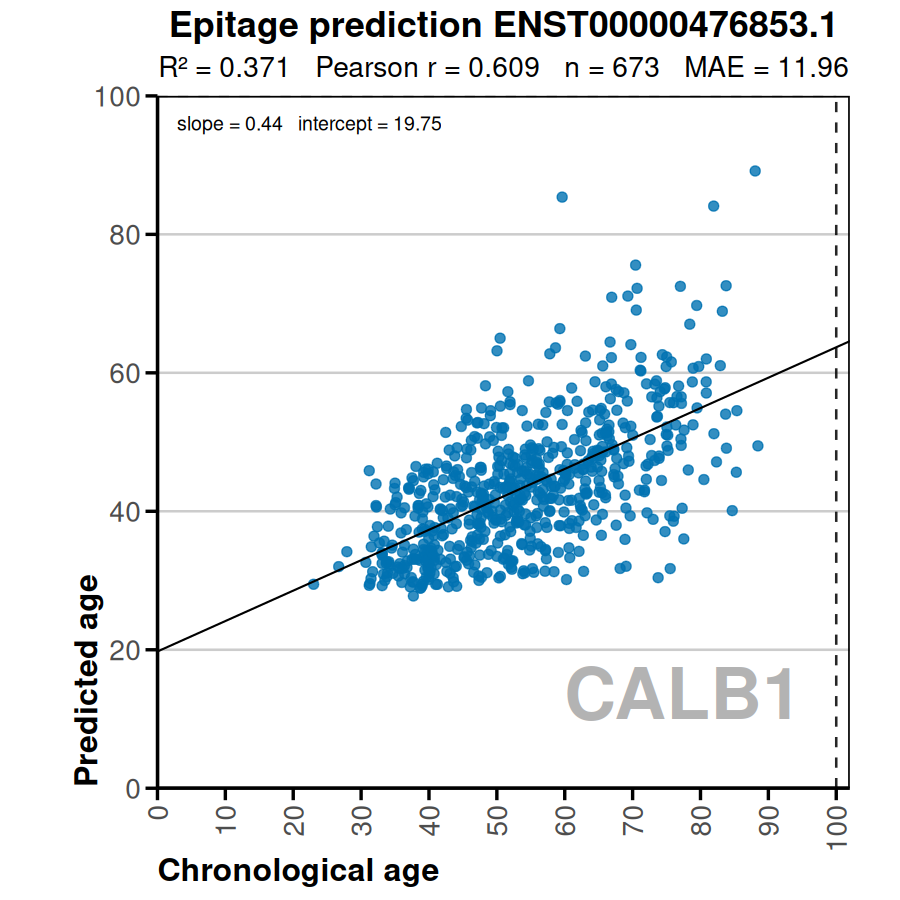 Epitage prediction ENST00000476853.1
R² = 0.371 Pearson r = 0.609 n = 673 MAE = 11.96
slope = 0.44 intercept = 19.75
100
80
60
40
20
0
Predicted age
CALB1
0 10 20 30 40 50 60 70 80 90 100
Chronological age